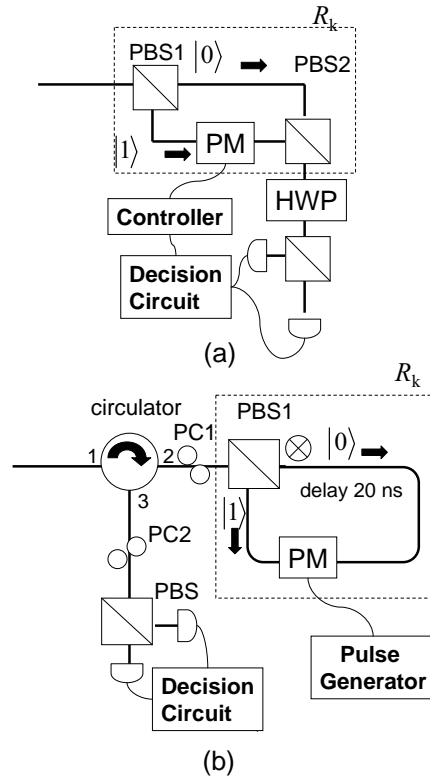 R_k
PBS1 |0⟩
PBS2
|1⟩
PM
HWP
Controller
Decision
Circuit
(a)
R_k
circulator
PBS1
PC1
|0⟩
1 2
3
|1⟩
delay 20 ns
PC2
PM
PBS
Pulse
Generator
Decision
Circuit
(b)